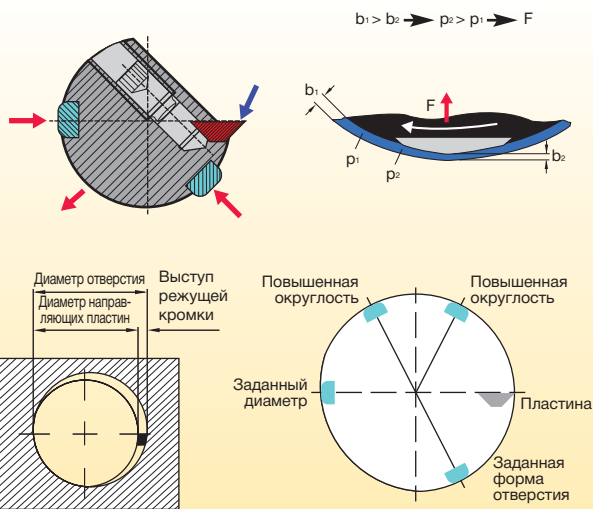 b₁ > b₂ → p₂ > p₁ → F
b₁
F
p₁
p₂
b₂
Диаметр отверстия
Диаметр направ-
ляющих пластин
Выступ
режущей
кромки
Повышенная
округлость
Повышенная
округлость
Заданный
диаметр
Пластина
Заданная
форма
отверстия